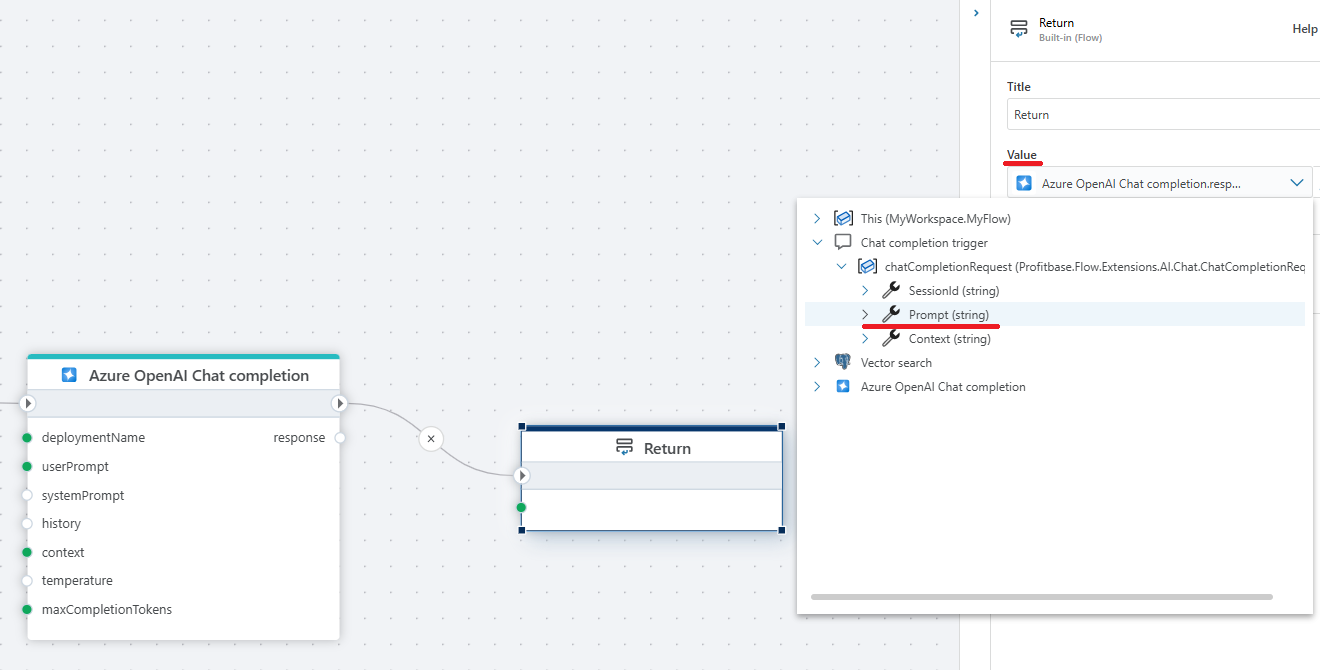 Return
Built-in (Flow)
Help
Title
Return
Value
Azure OpenAI Chat completion.resp...
This (MyWorkspace.MyFlow)
Chat completion trigger
chatCompletionRequest (Profitbase.Flow.Extensions.AI.Chat.ChatCompletionReq
SessionId (string)
Prompt (string)
Context (string)
Vector search
Azure OpenAI Chat completion
Azure OpenAI Chat completion
deploymentName response
userPrompt
systemPrompt
history
context
temperature
maxCompletionTokens
Return